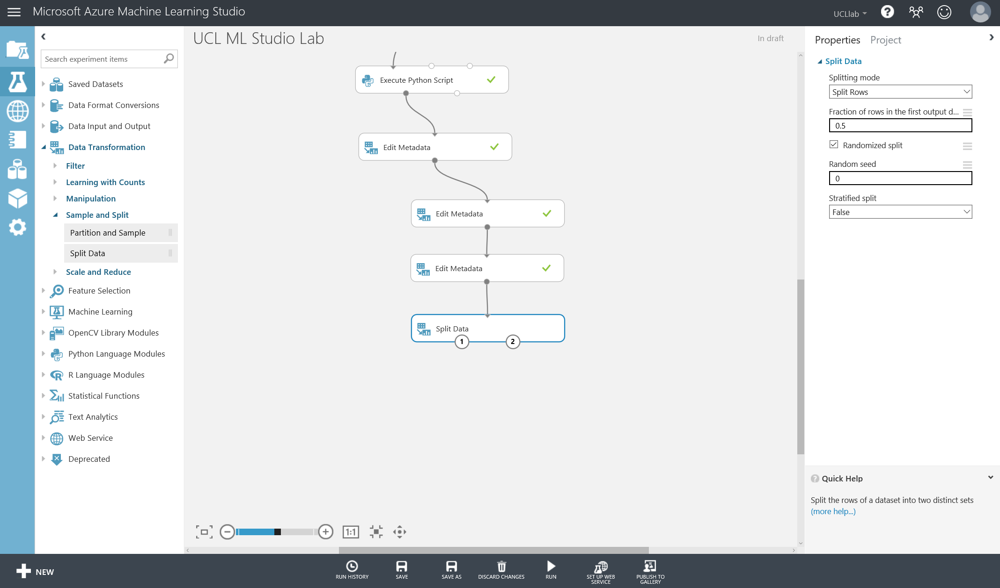 Microsoft Azure Machine Learning Studio
UCLlab
?
Search experiment items
Saved Datasets
Data Format Conversions
Data Input and Output
Data Transformation
Filter
Learning with Counts
Manipulation
Sample and Split
Partition and Sample
Split Data
Scale and Reduce
Feature Selection
Machine Learning
OpenCV Library Modules
Python Language Modules
R Language Modules
Statistical Functions
Text Analytics
Web Service
Deprecated
UCL ML Studio Lab
In draft
Execute Python Script
Edit Metadata
Edit Metadata
Edit Metadata
Split Data
1 2
1:1
Properties Project
Split Data
Splitting mode
Split Rows
Fraction of rows in the first output d...
0.5
Randomized split
Random seed
0
Stratified split
False
? Quick Help
Split the rows of a dataset into two distinct sets
(more help...)
NEW
RUN HISTORY
SAVE
SAVE AS
DISCARD CHANGES
RUN
SET UP WEB
SERVICE
PUBLISH TO
GALLERY